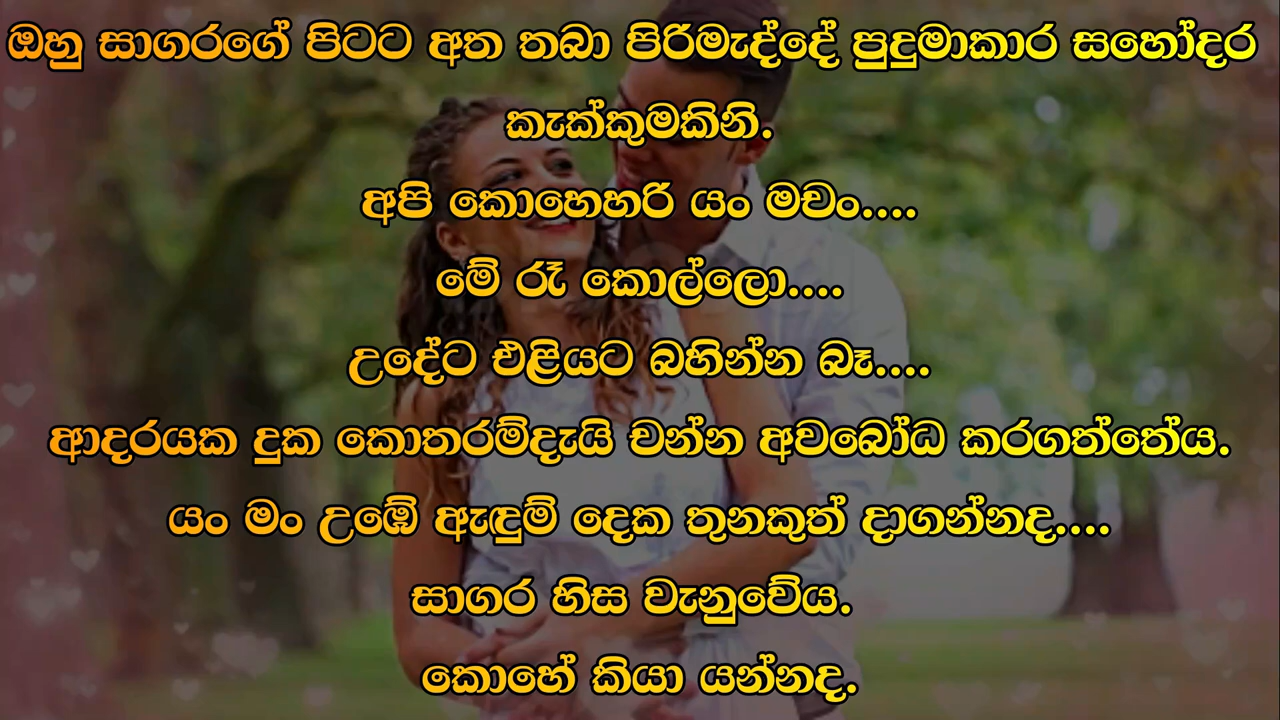 ඔහු සාගරගේ පිටට අත තබා පිරිමැද්දේ පුදුමාකාර සහෝදර
කැක්කුමකිනි.
අපි කොහෙහරි යං මචං....
මේ රෑ කොල්ලො....
උදේට එළියට බහින්න බෑ....
ආදරයක දුක කොතරම්දැයි චන්න අවබෝධ කරගත්තේය.
යං මං උඹේ ඇඳුම් දෙක තුනකුත් දාගන්නද....
සාගර හිස වැනුවේය.
කොහේ කියා යන්නද.